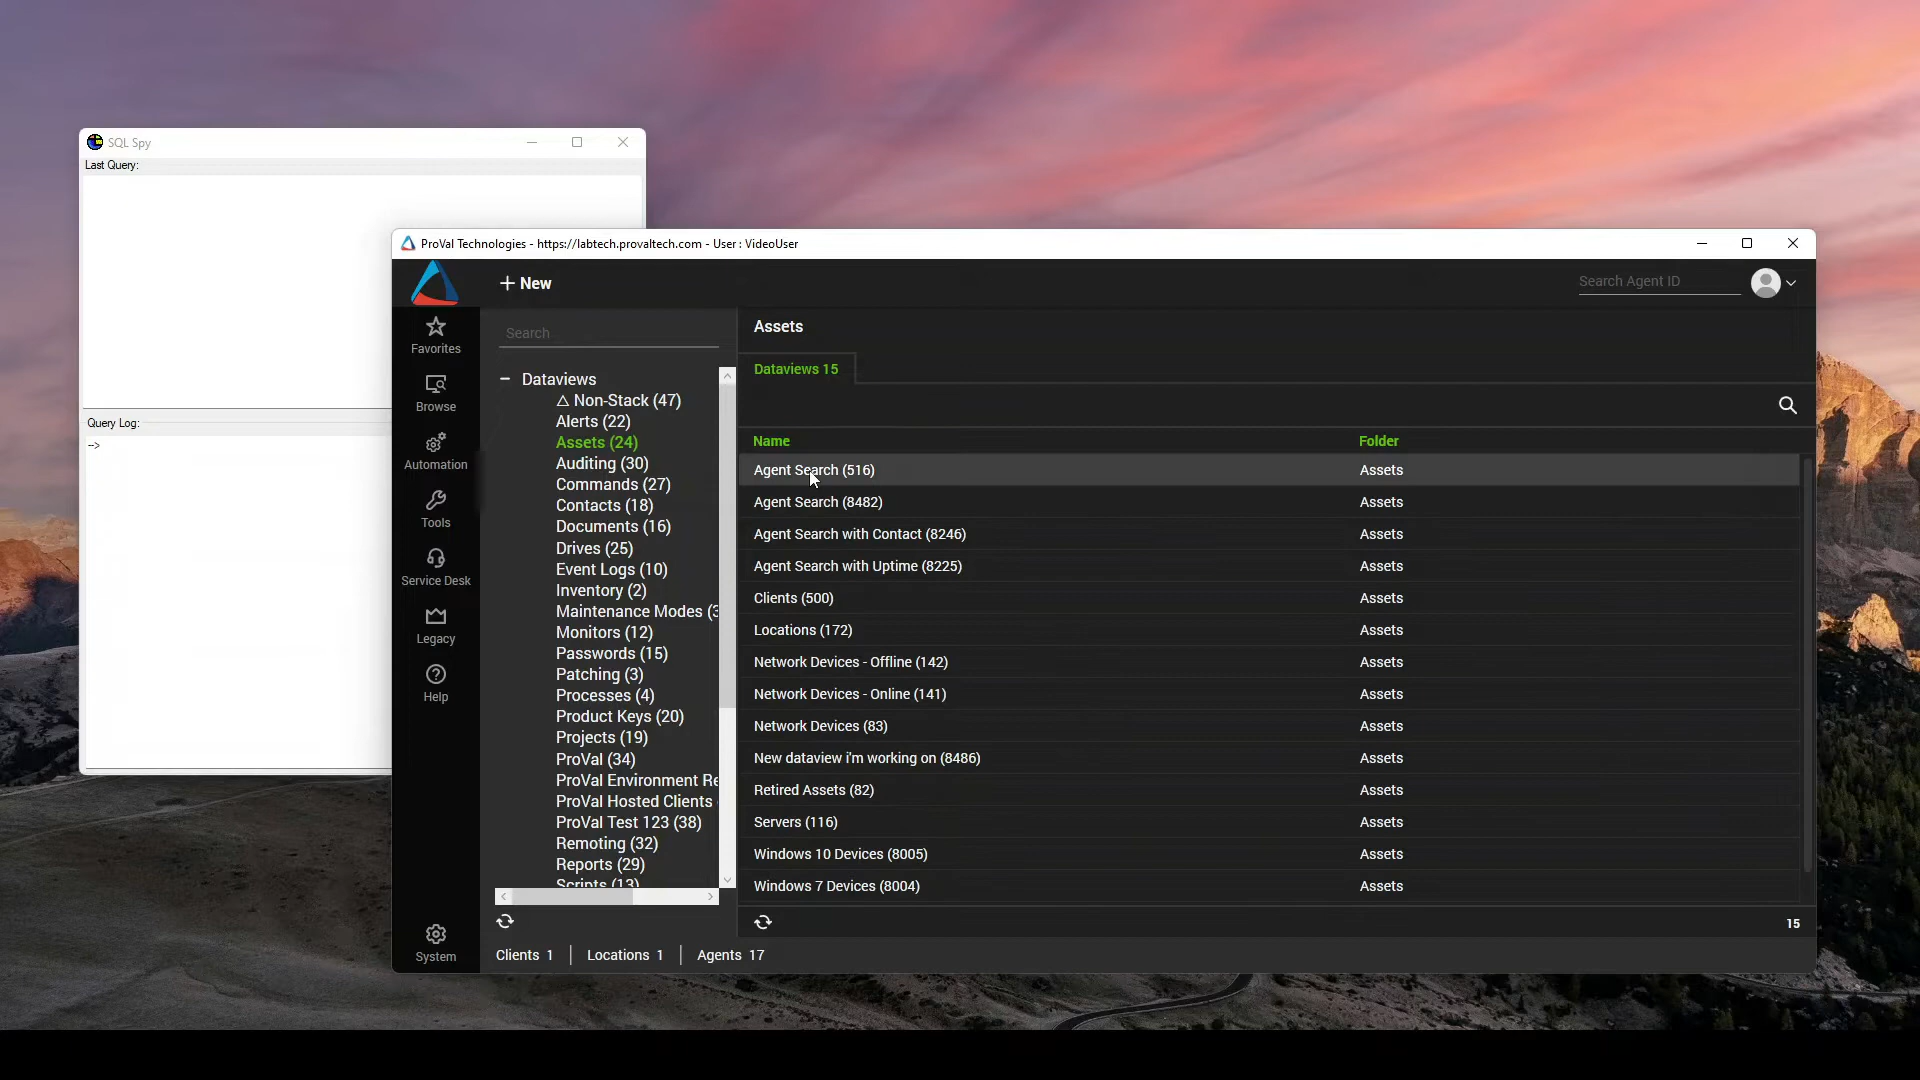 SQL Spy
Last Query:
Query Log:
-->
ProVal Technologies - https://labtech.provaltech.com - User : VideoUser
+ New
Search Agent ID
Favorites
Browse
Automation
Tools
Service Desk
Legacy
Help
System
Search
Dataviews
△ Non-Stack (47)
Alerts (22)
Assets (24)
Auditing (30)
Commands (27)
Contacts (18)
Documents (16)
Drives (25)
Event Logs (10)
Inventory (2)
Maintenance Modes (3
Monitors (12)
Passwords (15)
Patching (3)
Processes (4)
Product Keys (20)
Projects (19)
ProVal (34)
ProVal Environment Re
ProVal Hosted Clients
ProVal Test 123 (38)
Remoting (32)
Reports (29)
Scripts (13)
Assets
Dataviews 15
Name Folder
Agent Search (516) Assets
Agent Search (8482) Assets
Agent Search with Contact (8246) Assets
Agent Search with Uptime (8225) Assets
Clients (500) Assets
Locations (172) Assets
Network Devices - Offline (142) Assets
Network Devices - Online (141) Assets
Network Devices (83) Assets
New dataview i'm working on (8486) Assets
Retired Assets (82) Assets
Servers (116) Assets
Windows 10 Devices (8005) Assets
Windows 7 Devices (8004) Assets
15
Clients 1 Locations 1 Agents 17